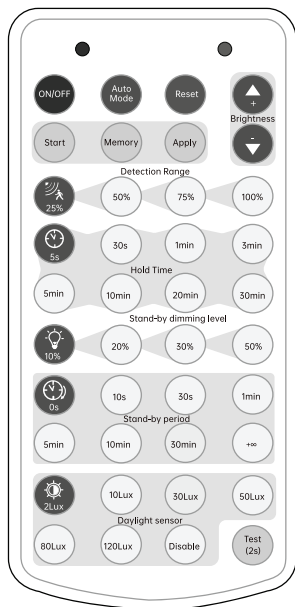 ON/OFF
Auto
Mode
Reset
+
Brightness
-
Start
Memory
Apply
Detection Range
25%
50%
75%
100%
5s
30s
1min
3min
Hold Time
5min
10min
20min
30min
Stand-by dimming level
10%
20%
30%
50%
0s
10s
30s
1min
Stand-by period
5min
10min
30min
+∞
2Lux
10Lux
30Lux
50Lux
Daylight sensor
80Lux
120Lux
Disable
Test
(2s)